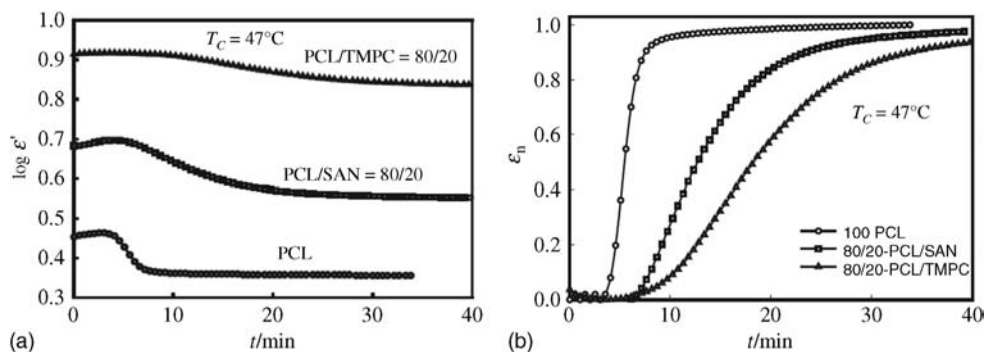 1.0
0.9
0.8
0.7
0.6
0.5
0.4
0.3
log ε'
T_C = 47°C
PCL/TMPC = 80/20
PCL/SAN = 80/20
PCL
0
10
20
30
40
t/min
(a)
1.0
0.8
0.6
0.4
0.2
0.0
ε_n
T_C = 47°C
100 PCL
80/20-PCL/SAN
80/20-PCL/TMPC
0
10
20
30
40
t/min
(b)